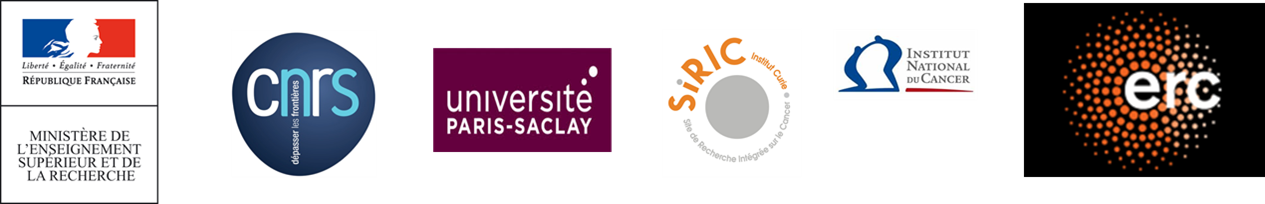 Liberté • Égalité • Fraternité
RÉPUBLIQUE FRANÇAISE
MINISTÈRE DE
L'ENSEIGNEMENT
SUPÉRIEUR ET DE
LA RECHERCHE
cnrs
dépasser les frontières
université
PARIS-SACLAY
SiRIC
Institut Curie
Site de Recherche Intégrée sur le Cancer
INSTITUT
NATIONAL
DU CANCER
erc